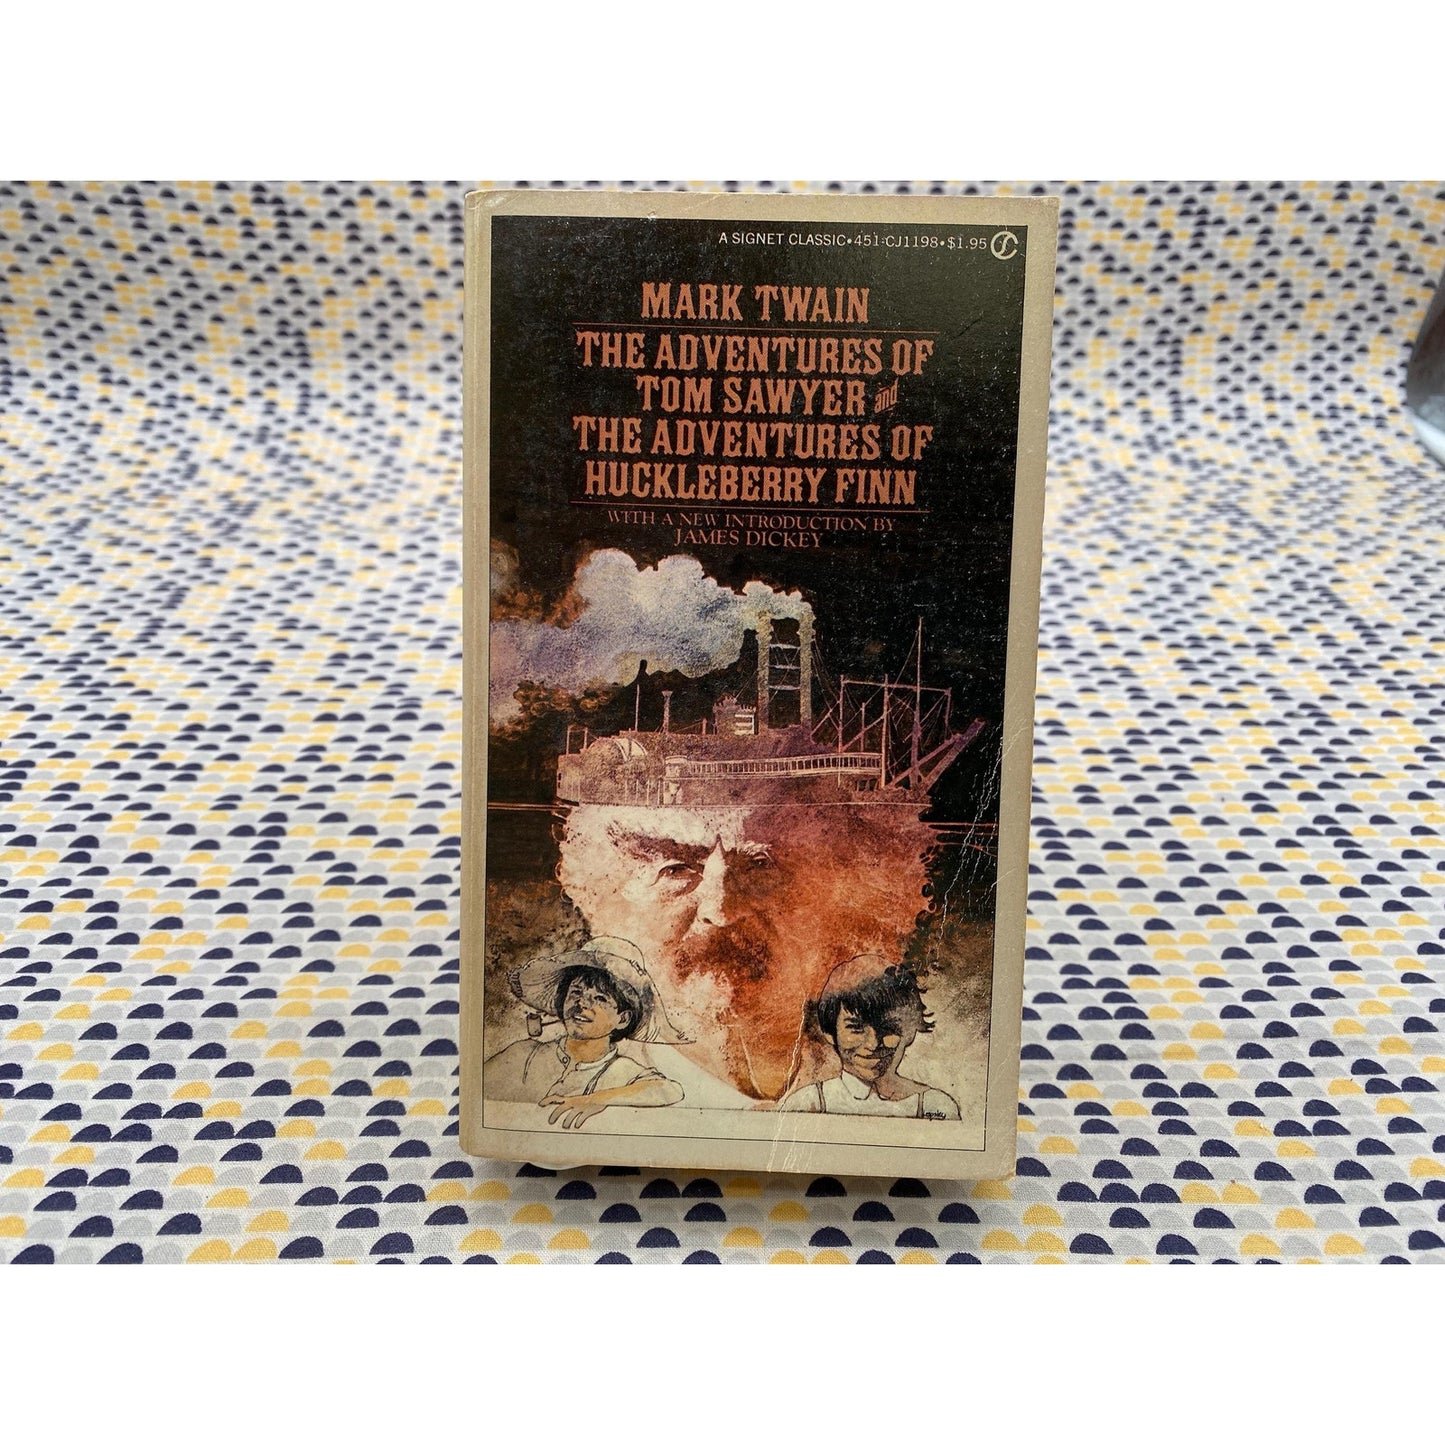 A SIGNET CLASSIC•451-CJ1198•$1.95
MARK TWAIN
THE ADVENTURES OF
TOM SAWYER and
THE ADVENTURES OF
HUCKLEBERRY FINN
WITH A NEW INTRODUCTION BY
JAMES DICKEY